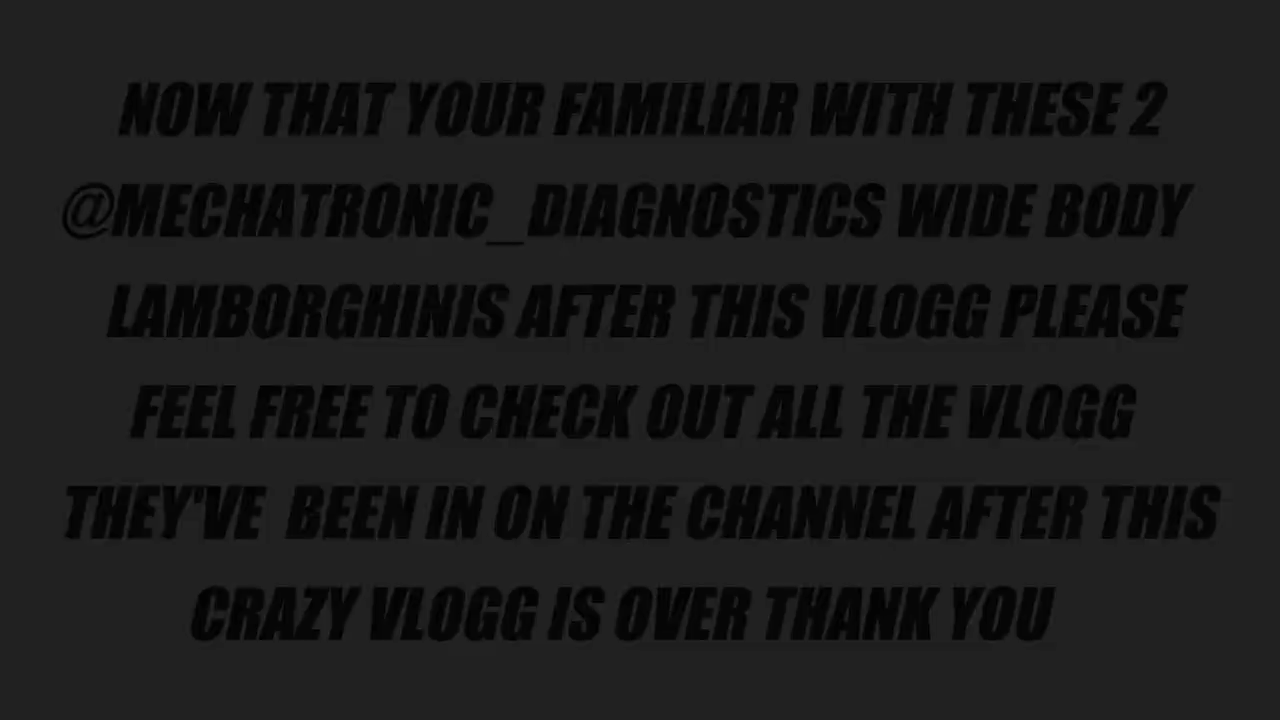 NOW THAT YOUR FAMILIAR WITH THESE 2
@MECHATRONIC_DIAGNOSTICS WIDE BODY
LAMBORGHINIS AFTER THIS VLOGG PLEASE
FEEL FREE TO CHECK OUT ALL THE VLOGG
THEY'VE  BEEN IN ON THE CHANNEL AFTER THIS
CRAZY VLOGG IS OVER THANK YOU